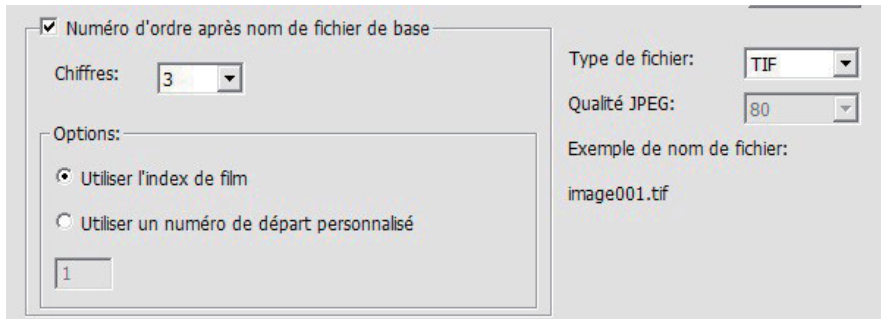 Numéro d'ordre après nom de fichier de base
Chiffres: 3
Options:
Utiliser l'index de film
Utiliser un numéro de départ personnalisé
1
Type de fichier: TIF
Qualité JPEG: 80
Exemple de nom de fichier:
image001.tif